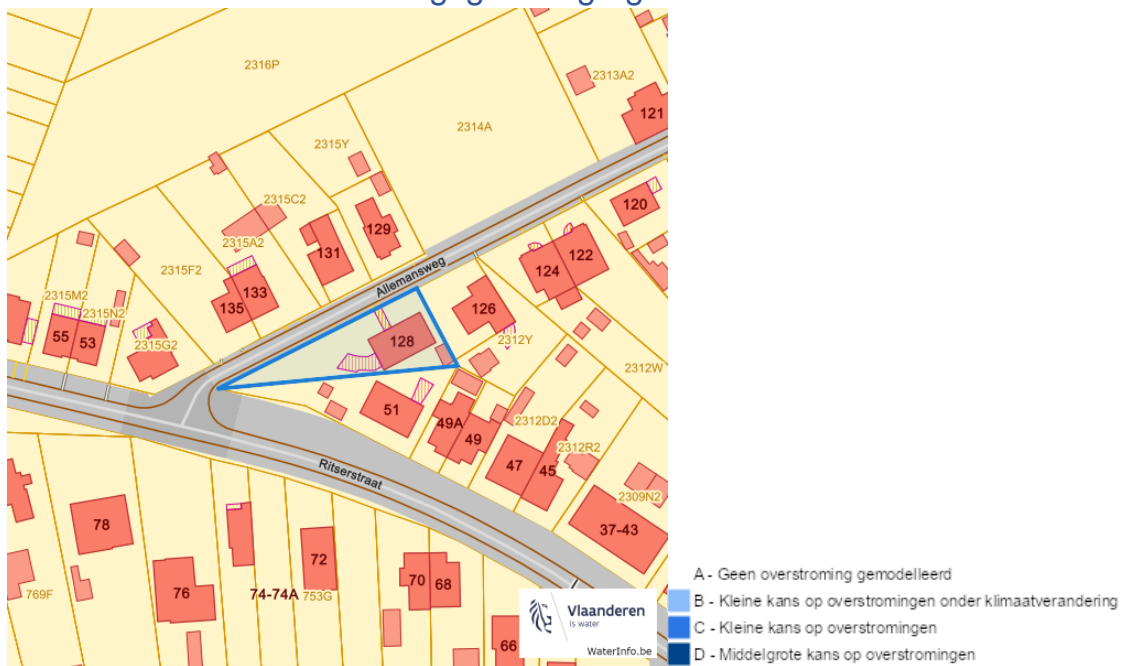 2316P
2313A2
121
2314A
2315Y
2315C2
120
129
131
2315A2
122
124
Allemansweg
2315F2
133
135
126
2315M2
2315N2
128
2312Y
55
53
2315G2
2312W
51
49A
49
2312D2
2312R2
47
45
Ritserstraat
2309N2
37-43
78
72
70
68
76
74-74A
753G
769F
66
Vlaanderen
is water
WaterInfo.be
A - Geen overstroming gemodelleerd
B - Kleine kans op overstromingen onder klimaatverandering
C - Kleine kans op overstromingen
D - Middelgrote kans op overstromingen